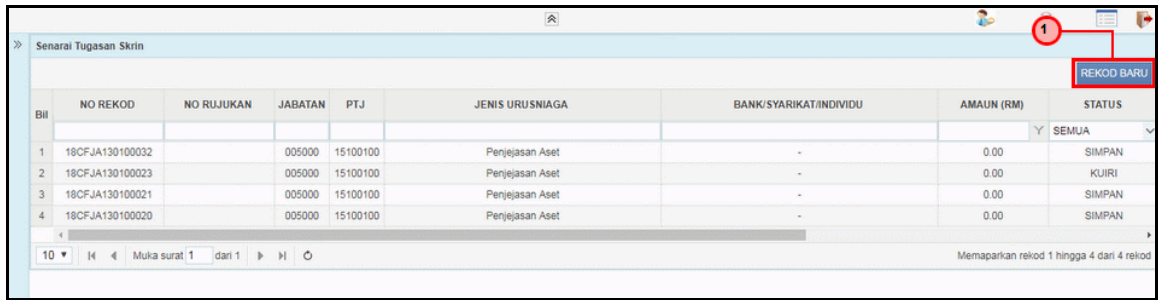 1
Senarai Tugasan Skrin
REKOD BARU
Bil NO REKOD NO RUJUKAN JABATAN PTJ JENIS URUSNIAGA BANK/SYARIKAT/INDIVIDU AMAUN (RM) STATUS
SEMUA
1 18CFJA130100032 005000 15100100 Penjejasan Aset - 0.00 SIMPAN
2 18CFJA130100023 005000 15100100 Penjejasan Aset - 0.00 KUIRI
3 18CFJA130100021 005000 15100100 Penjejasan Aset - 0.00 SIMPAN
4 18CFJA130100020 005000 15100100 Penjejasan Aset - 0.00 SIMPAN
10 Muka surat 1 dari 1 Memaparkan rekod 1 hingga 4 dari 4 rekod